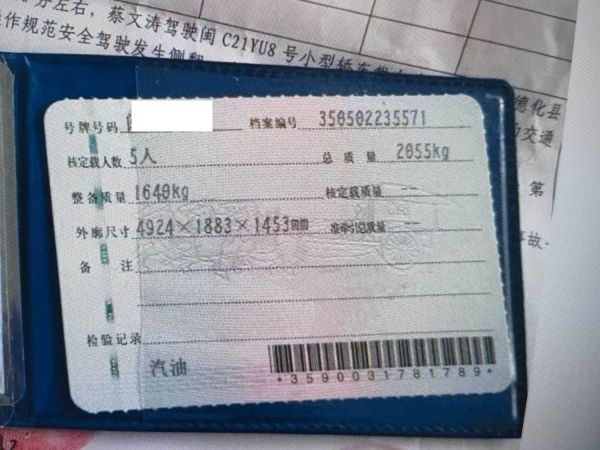 分左右，蔡文涛驾驶闽C21YU8号小型轿车
作规范安全驾驶发生侧翻
德化县
交通
第
事故.
号牌号码 档案编号 350502235571
核定载人数 5人 总质量 2055kg
整备质量 1640kg 核定载质量 --
外廓尺寸 4924×1883×1453mm 准牵引总质量 --
备注
检验记录
汽油
*3590031781789*